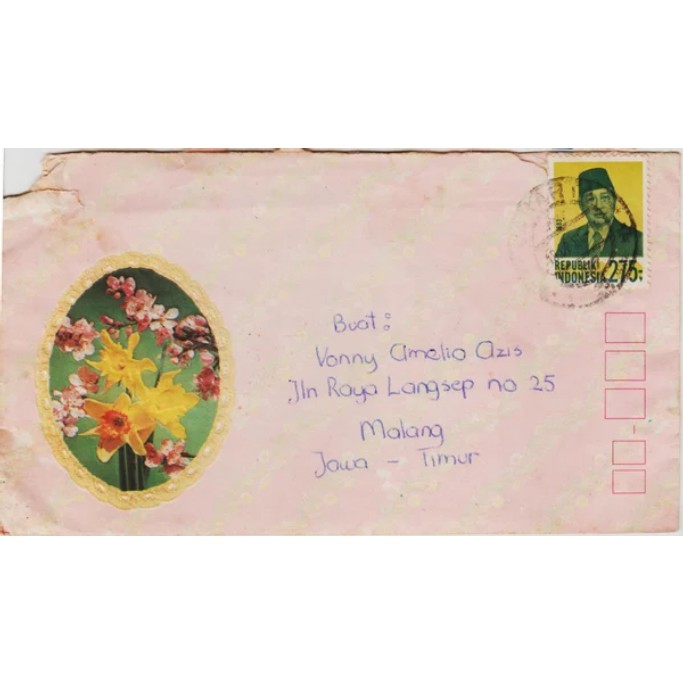 REPUBLIK
INDONESIA 275
Buat:
Vonny Amelia Azis
Jln Raya Langsep no 25
Malang
Jawa - Timur